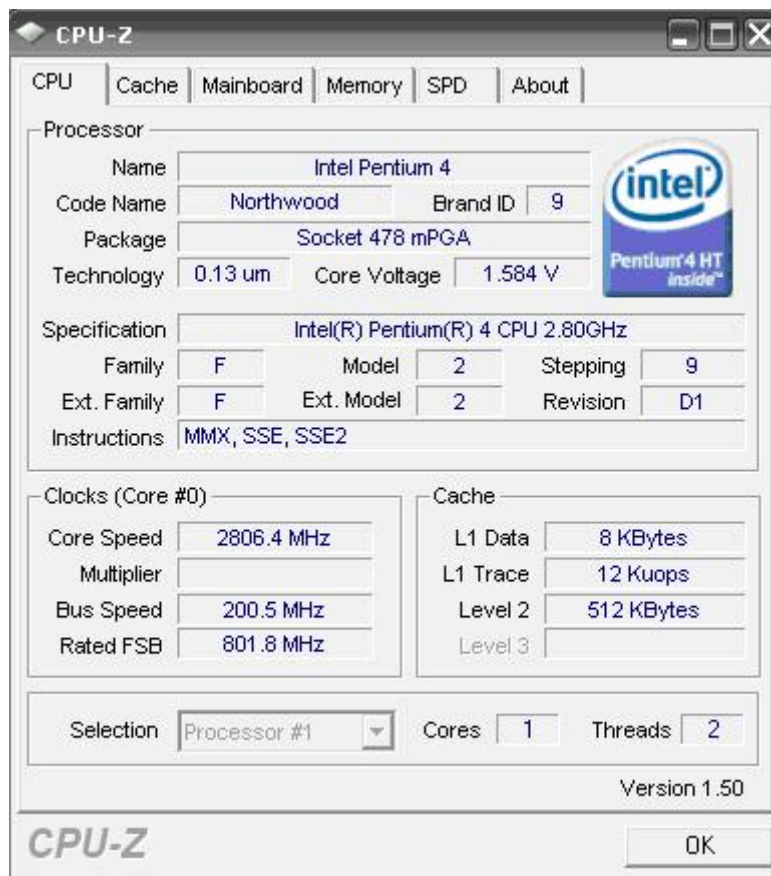 CPU-Z
CPU Cache Mainboard Memory SPD About
Processor
Name Intel Pentium 4
Code Name Northwood Brand ID 9
Package Socket 478 mPGA
Technology 0.13 um Core Voltage 1.584 V
intel
Pentium 4 HT
inside™
Specification Intel(R) Pentium(R) 4 CPU 2.80GHz
Family F Model 2 Stepping 9
Ext. Family F Ext. Model 2 Revision D1
Instructions MMX, SSE, SSE2
Clocks (Core #0)
Core Speed 2806.4 MHz
Multiplier
Bus Speed 200.5 MHz
Rated FSB 801.8 MHz
Cache
L1 Data 8 KBytes
L1 Trace 12 Kuops
Level 2 512 KBytes
Level 3
Selection Processor #1 Cores 1 Threads 2
Version 1.50
CPU-Z OK